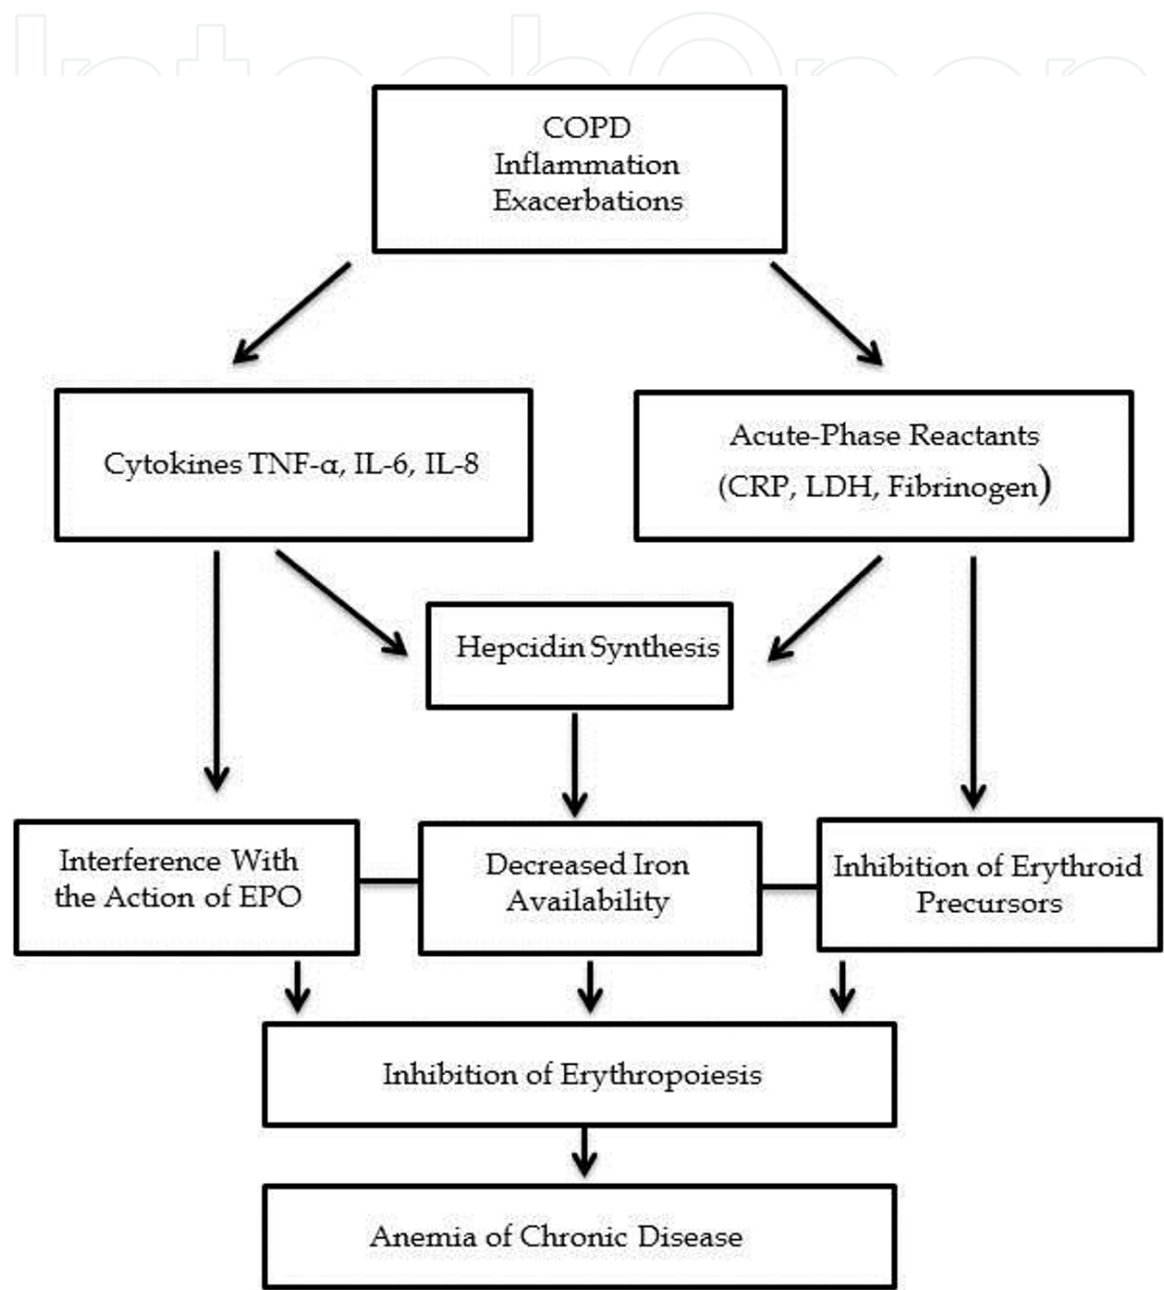 IntechOpen
COPD
Inflammation
Exacerbations
Cytokines TNF-α, IL-6, IL-8
Acute-Phase Reactants
(CRP, LDH, Fibrinogen)
Hepcidin Synthesis
Interference With
the Action of EPO
Decreased Iron
Availability
Inhibition of Erythroid
Precursors
Inhibition of Erythropoiesis
Anemia of Chronic Disease